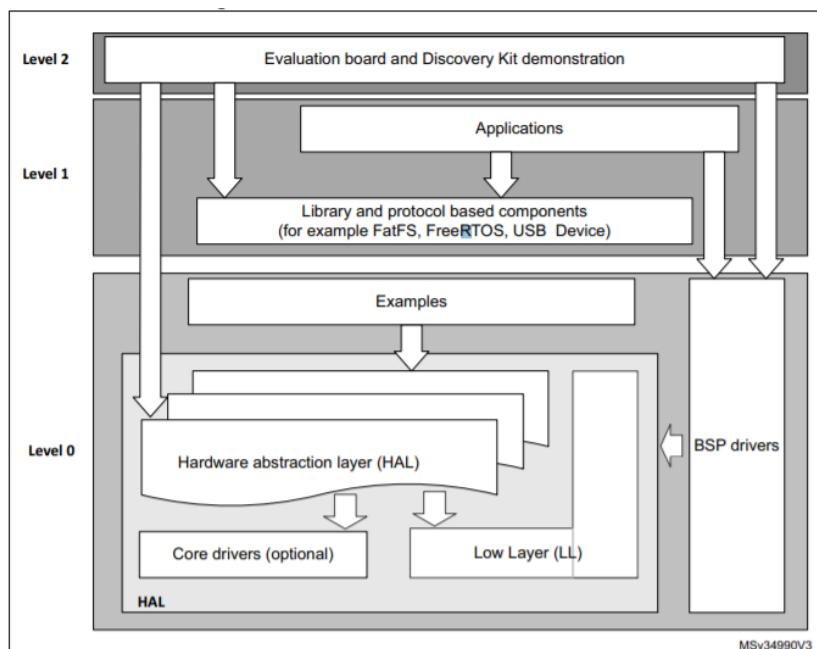 Level 2
Evaluation board and Discovery Kit demonstration
Level 1
Applications
Library and protocol based components
(for example FatFS, FreeRTOS, USB Device)
Level 0
Examples
Hardware abstraction layer (HAL)
BSP drivers
Core drivers (optional)
Low Layer (LL)
HAL
MSv34990V3